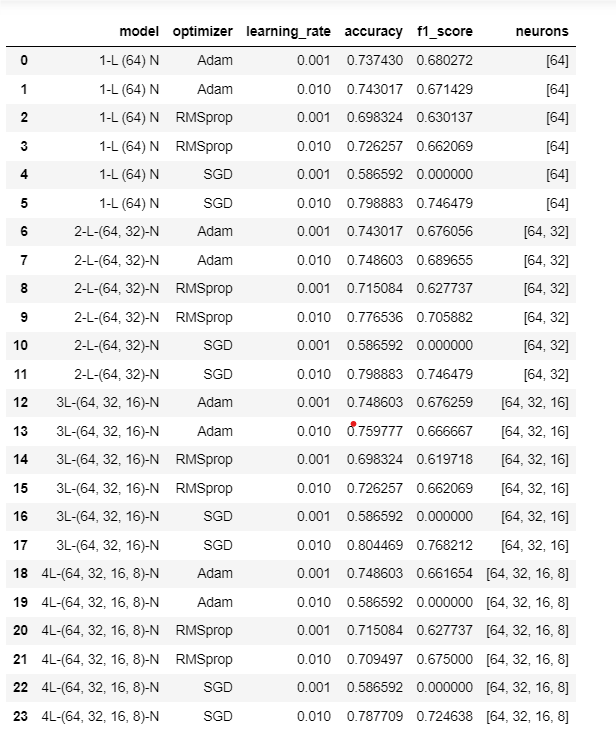 model optimizer learning_rate accuracy f1_score neurons
0 1-L (64) N Adam 0.001 0.737430 0.680272 [64]
1 1-L (64) N Adam 0.010 0.743017 0.671429 [64]
2 1-L (64) N RMSprop 0.001 0.698324 0.630137 [64]
3 1-L (64) N RMSprop 0.010 0.726257 0.662069 [64]
4 1-L (64) N SGD 0.001 0.586592 0.000000 [64]
5 1-L (64) N SGD 0.010 0.798883 0.746479 [64]
6 2-L-(64, 32)-N Adam 0.001 0.743017 0.676056 [64, 32]
7 2-L-(64, 32)-N Adam 0.010 0.748603 0.689655 [64, 32]
8 2-L-(64, 32)-N RMSprop 0.001 0.715084 0.627737 [64, 32]
9 2-L-(64, 32)-N RMSprop 0.010 0.776536 0.705882 [64, 32]
10 2-L-(64, 32)-N SGD 0.001 0.586592 0.000000 [64, 32]
11 2-L-(64, 32)-N SGD 0.010 0.798883 0.746479 [64, 32]
12 3L-(64, 32, 16)-N Adam 0.001 0.748603 0.676259 [64, 32, 16]
13 3L-(64, 32, 16)-N Adam 0.010 0.759777 0.666667 [64, 32, 16]
14 3L-(64, 32, 16)-N RMSprop 0.001 0.698324 0.619718 [64, 32, 16]
15 3L-(64, 32, 16)-N RMSprop 0.010 0.726257 0.662069 [64, 32, 16]
16 3L-(64, 32, 16)-N SGD 0.001 0.586592 0.000000 [64, 32, 16]
17 3L-(64, 32, 16)-N SGD 0.010 0.804469 0.768212 [64, 32, 16]
18 4L-(64, 32, 16, 8)-N Adam 0.001 0.748603 0.661654 [64, 32, 16, 8]
19 4L-(64, 32, 16, 8)-N Adam 0.010 0.586592 0.000000 [64, 32, 16, 8]
20 4L-(64, 32, 16, 8)-N RMSprop 0.001 0.715084 0.627737 [64, 32, 16, 8]
21 4L-(64, 32, 16, 8)-N RMSprop 0.010 0.709497 0.675000 [64, 32, 16, 8]
22 4L-(64, 32, 16, 8)-N SGD 0.001 0.586592 0.000000 [64, 32, 16, 8]
23 4L-(64, 32, 16, 8)-N SGD 0.010 0.787709 0.724638 [64, 32, 16, 8]